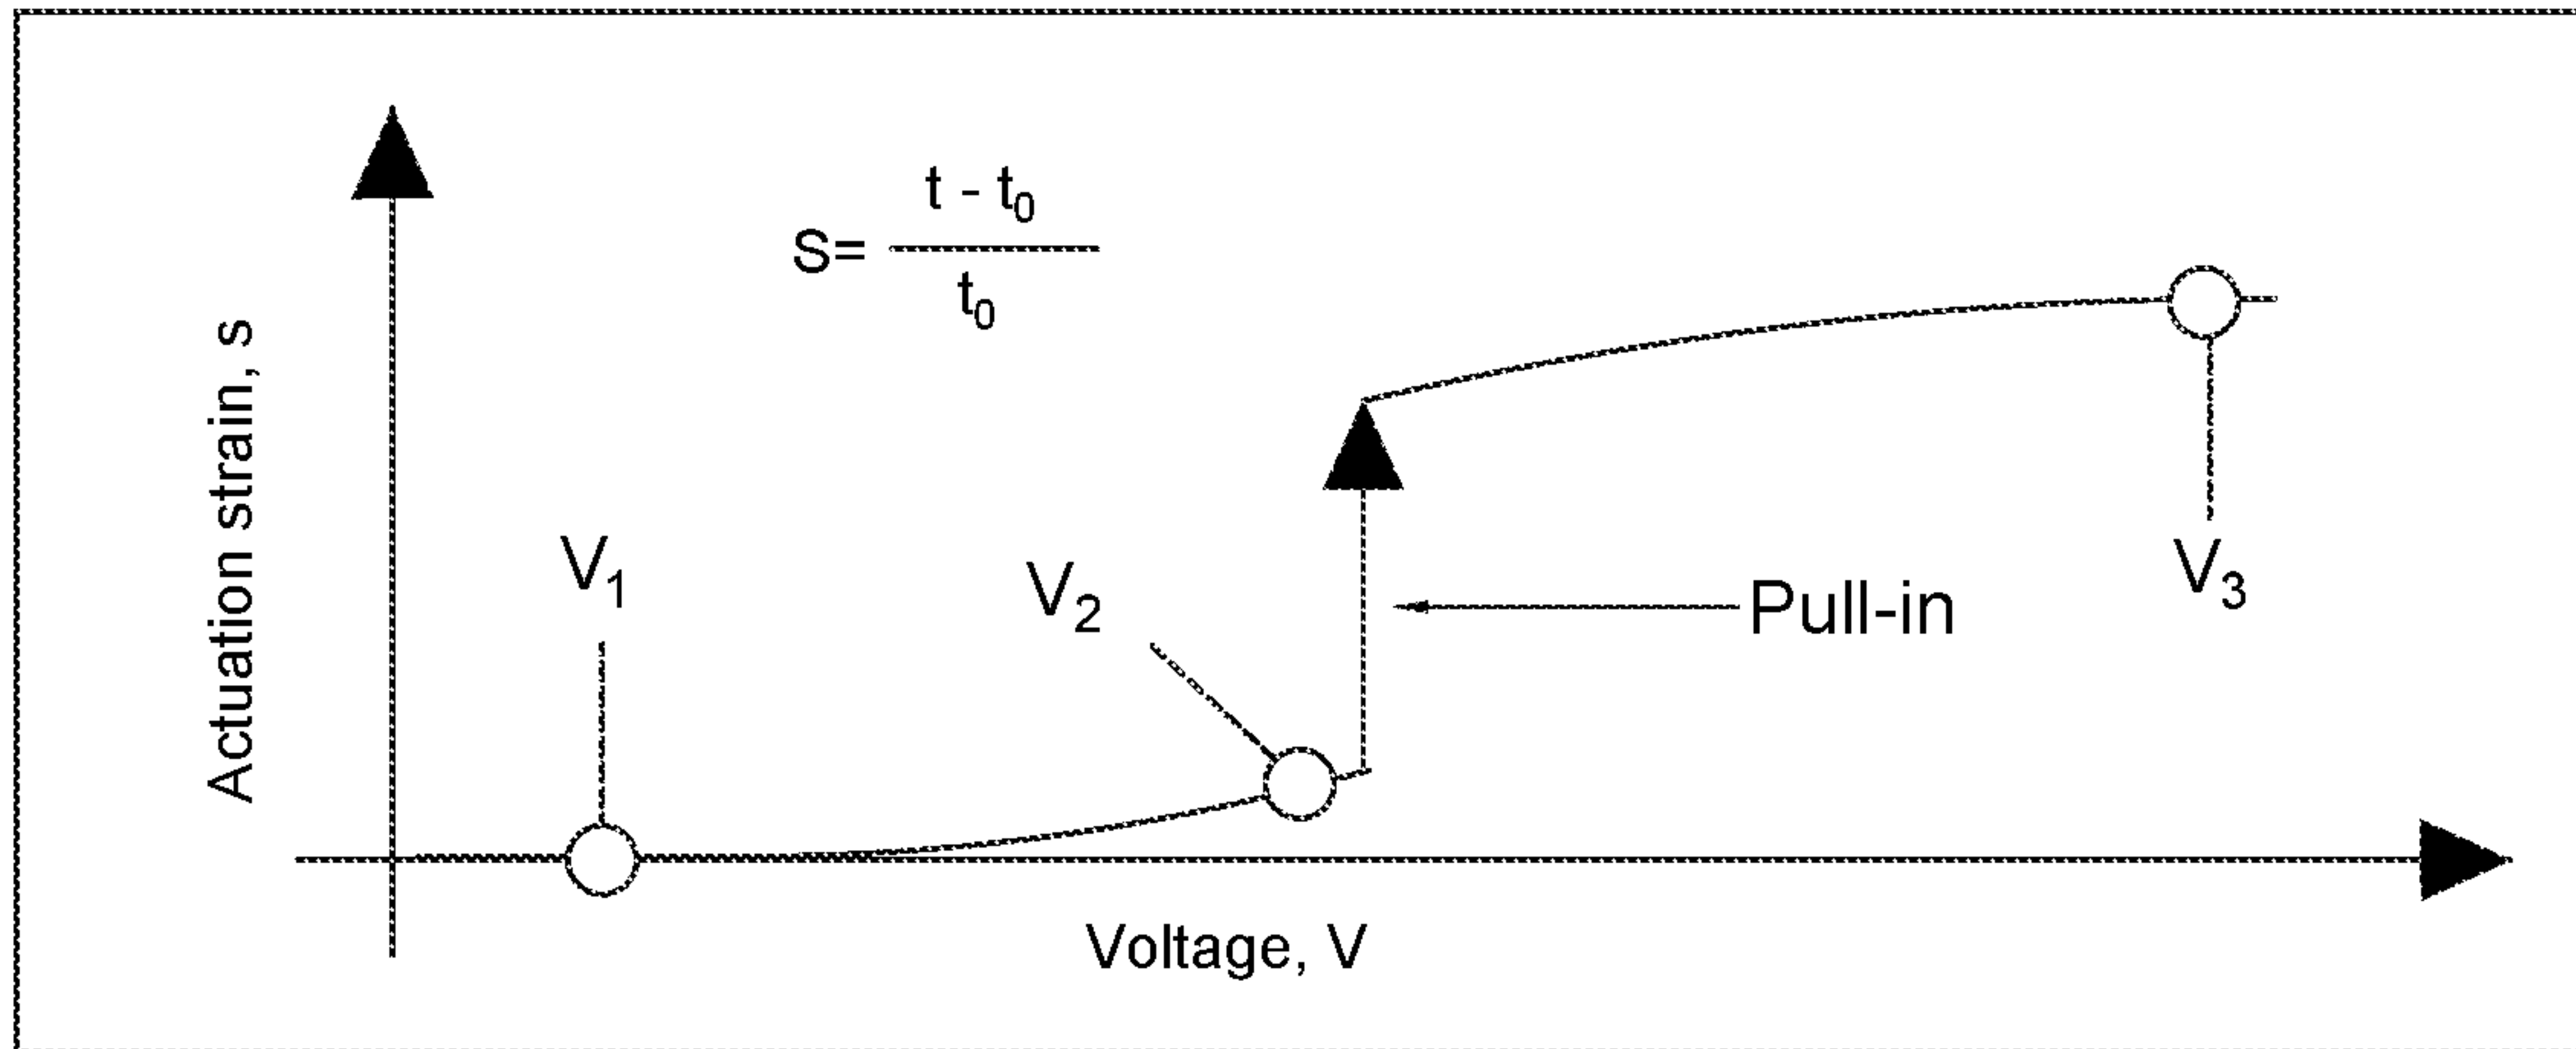 t - t₀
S=
t₀
Actuation strain, s
V₁
V₂
Pull-in
V₃
Voltage, V